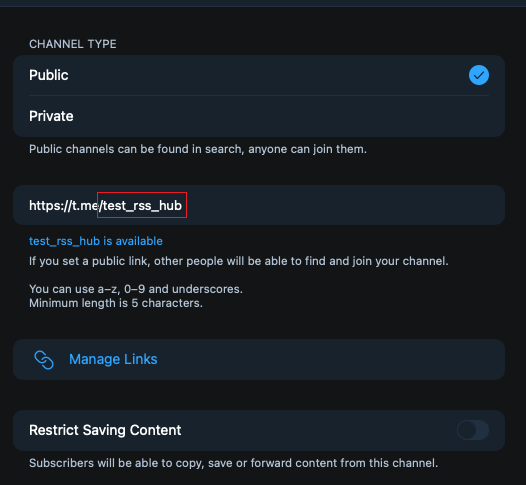 CHANNEL TYPE
Public
Private
Public channels can be found in search, anyone can join them.
https://t.me/test_rss_hub
test_rss_hub is available
If you set a public link, other people will be able to find and join your channel.
You can use a–z, 0–9 and underscores.
Minimum length is 5 characters.
Manage Links
Restrict Saving Content
Subscribers will be able to copy, save or forward content from this channel.